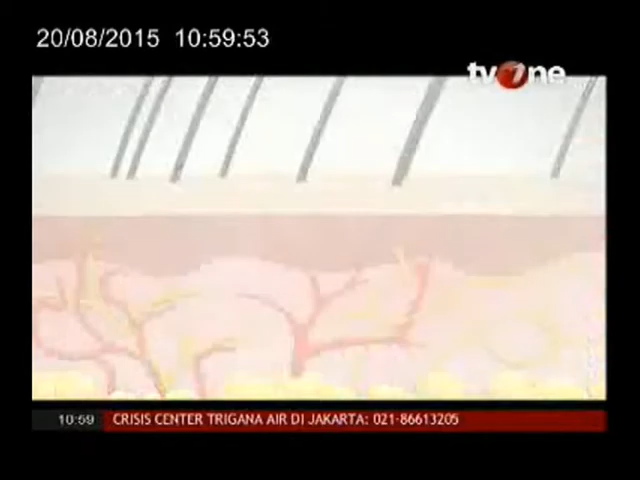 20/08/2015 10:59:53
tvOne
10:59 CRISIS CENTER TRIGANA AIR DI JAKARTA: 021-86613205